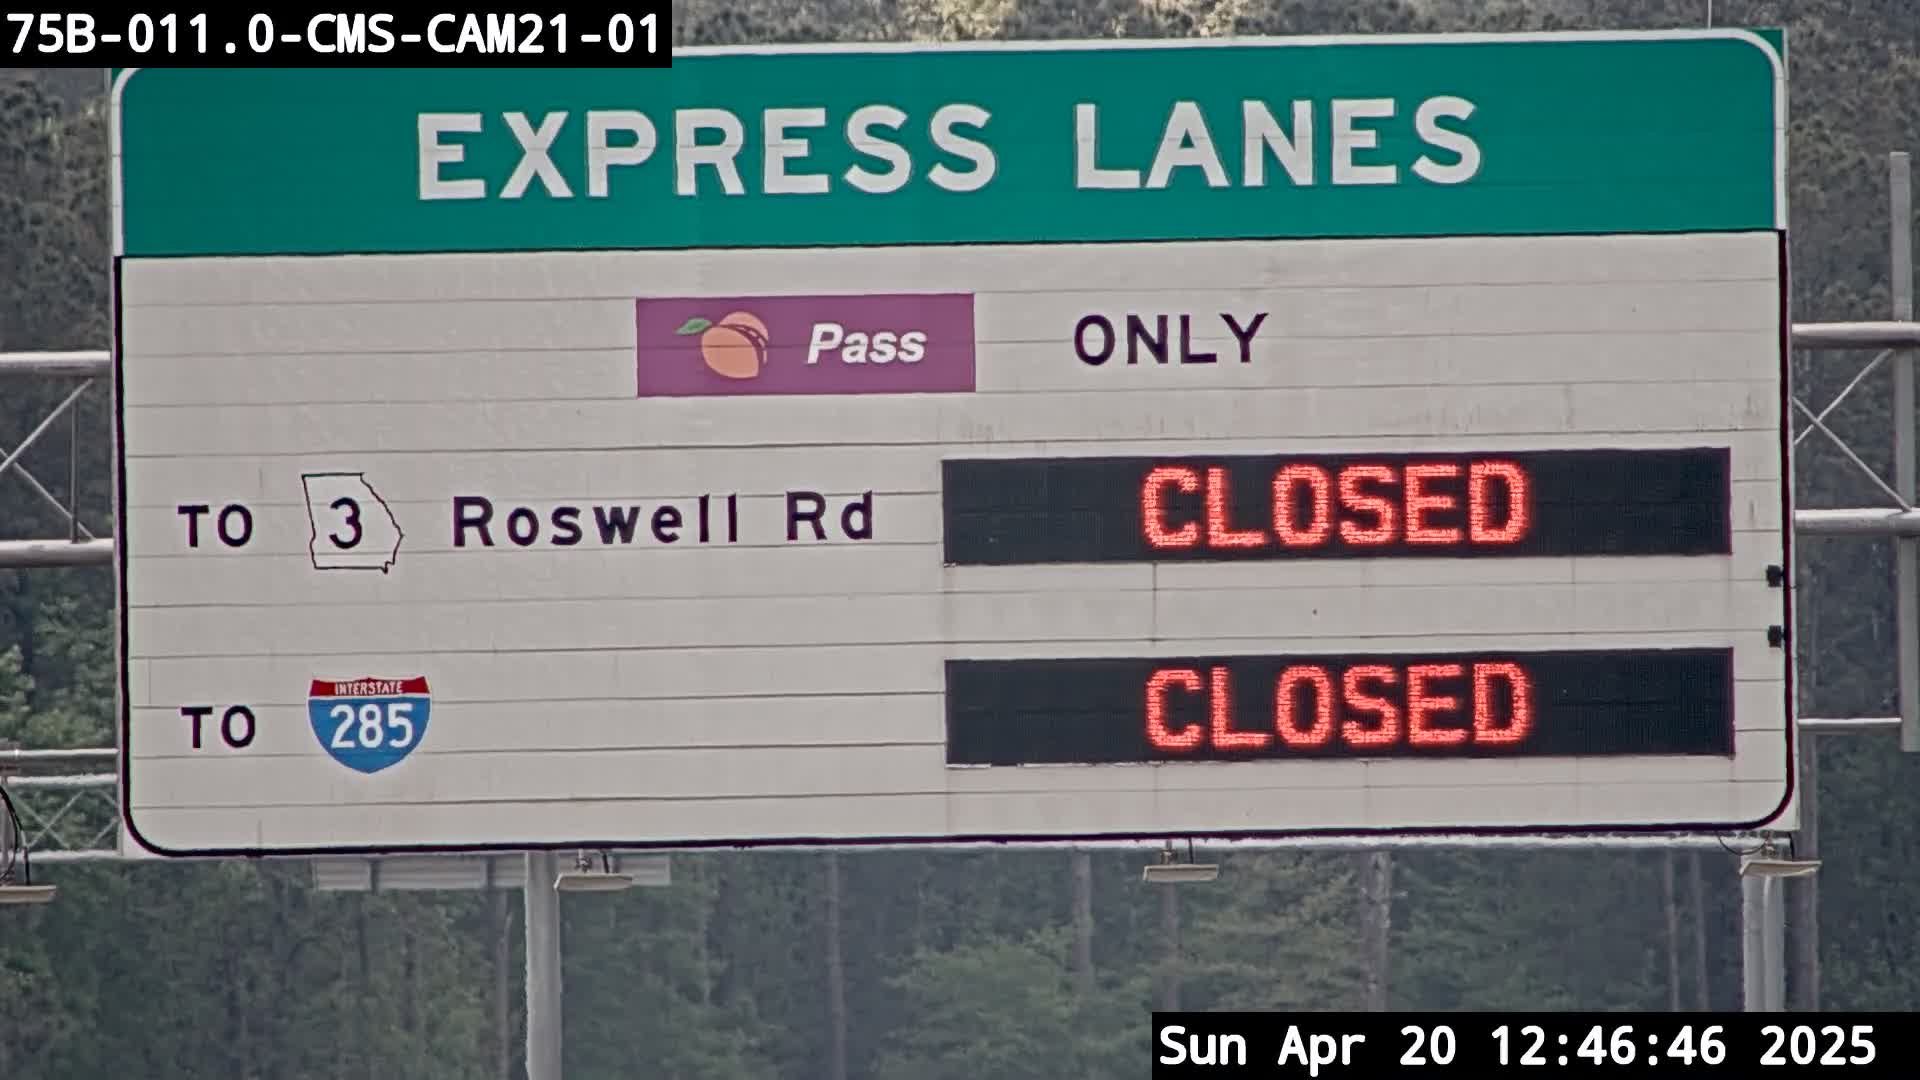 75B-011.0-CMS-CAM21-01
EXPRESS LANES
Pass ONLY
TO 3 Roswell Rd CLOSED
TO INTERSTATE 285 CLOSED
Sun Apr 20 12:46:46 2025